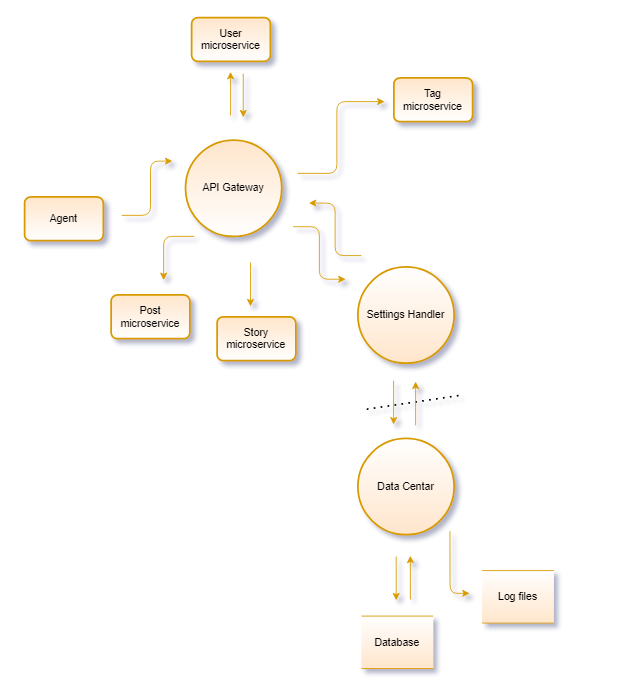 User
microservice
Tag
microservice
API Gateway
Agent
Post
microservice
Story
microservice
Settings Handler
Data Centar
Log files
Database